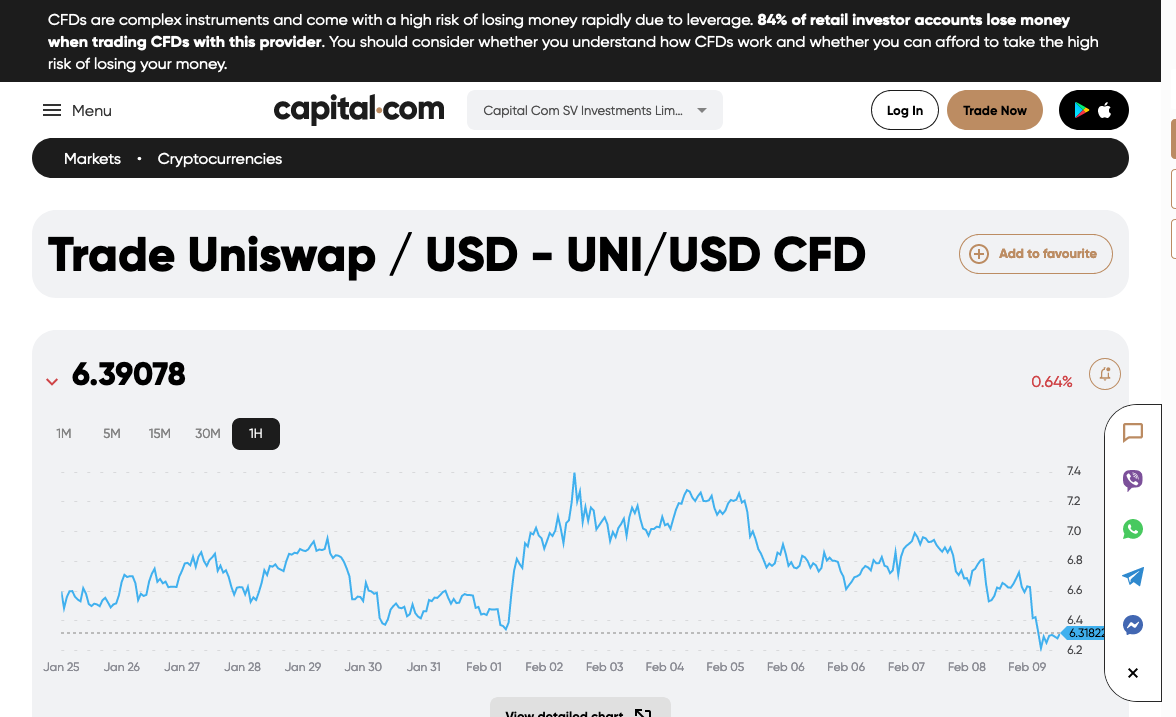 CFDs are complex instruments and come with a high risk of losing money rapidly due to leverage. 84% of retail investor accounts lose money
when trading CFDs with this provider. You should consider whether you understand how CFDs work and whether you can afford to take the high
risk of losing your money.
Menu
capital.com
Capital Com SV Investments Lim...
Log In
Trade Now
Markets • Cryptocurrencies
Trade Uniswap / USD - UNI/USD CFD
Add to favourite
6.39078
0.64%
1M 5M 15M 30M 1H
7.4
7.2
7.0
6.8
6.6
6.4
6.31822
6.2
Jan 25 Jan 26 Jan 27 Jan 28 Jan 29 Jan 30 Jan 31 Feb 01 Feb 02 Feb 03 Feb 04 Feb 05 Feb 06 Feb 06 Feb 07 Feb 08 Feb 09
View detailed chart